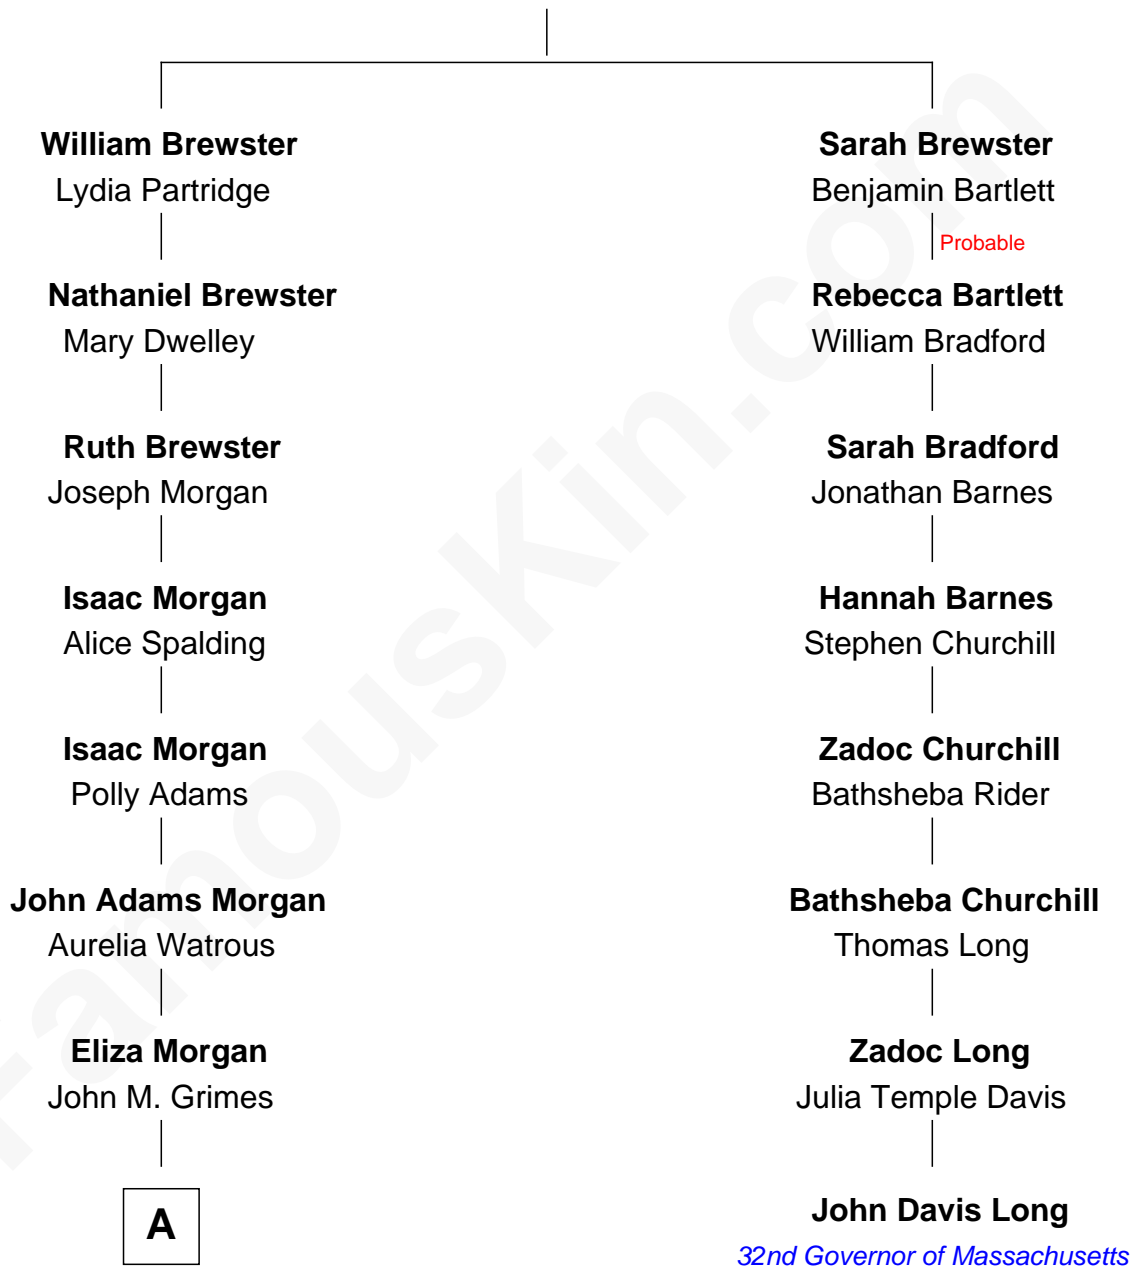 William Brewster
Lydia Partridge
Nathaniel Brewster
Mary Dwelley
Ruth Brewster
Joseph Morgan
Isaac Morgan
Alice Spalding
Isaac Morgan
Polly Adams
John Adams Morgan
Aurelia Watrous
Eliza Morgan
John M. Grimes
A
Sarah Brewster
Benjamin Bartlett
Probable
Rebecca Bartlett
William Bradford
Sarah Bradford
Jonathan Barnes
Hannah Barnes
Stephen Churchill
Zadoc Churchill
Bathsheba Rider
Bathsheba Churchill
Thomas Long
Zadoc Long
Julia Temple Davis
John Davis Long
32nd Governor of Massachusetts
FamousKin.com